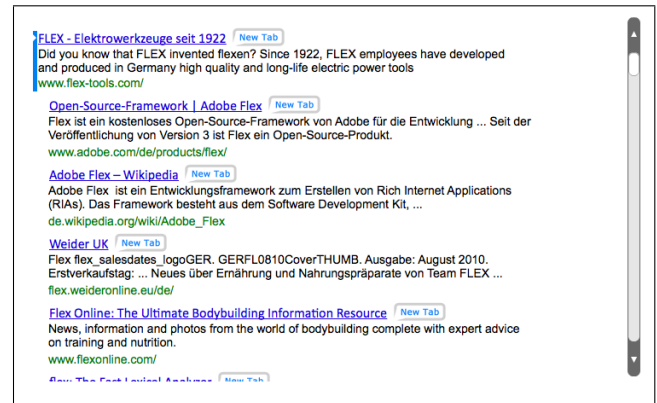 FLEX - Elektrowerkzeuge seit 1922 New Tab
Did you know that FLEX invented flexen? Since 1922, FLEX employees have developed
and produced in Germany high quality and long-life electric power tools
www.flex-tools.com/
Open-Source-Framework | Adobe Flex New Tab
Flex ist ein kostenloses Open-Source-Framework von Adobe für die Entwicklung ... Seit der
Veröffentlichung von Version 3 ist Flex ein Open-Source-Produkt.
www.adobe.com/de/products/flex/
Adobe Flex – Wikipedia New Tab
Adobe Flex ist ein Entwicklungsframework zum Erstellen von Rich Internet Applications
(RIAs). Das Framework besteht aus dem Software Development Kit, ...
de.wikipedia.org/wiki/Adobe_Flex
Weider UK New Tab
Flex flex_salesdates_logoGER. GERFL0810CoverTHUMB. Ausgabe: August 2010.
Erstverkaufstag: ... Neues über Ernährung und Nahrungspräparate von Team FLEX ...
flex.weideronline.eu/de/
Flex Online: The Ultimate Bodybuilding Information Resource New Tab
News, information and photos from the world of bodybuilding complete with expert advice
on training and nutrition.
www.flexonline.com/
flex: The Fast Lexical Analyzer New Tab